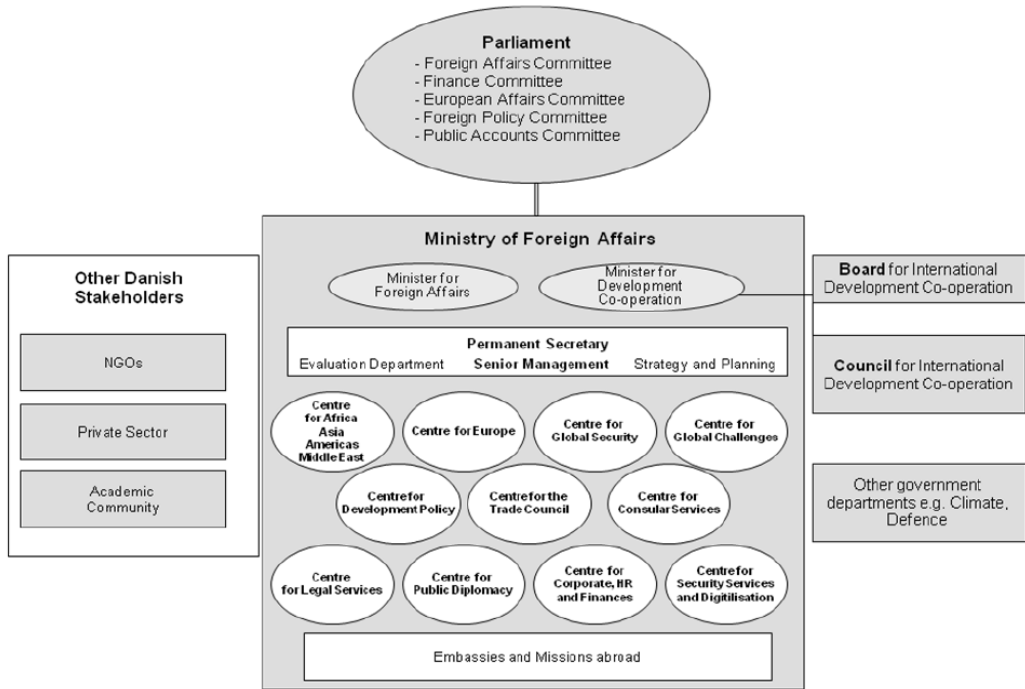 Parliament
- Foreign Affairs Committee
- Finance Committee
- European Affairs Committee
- Foreign Policy Committee
- Public Accounts Committee
Ministry of Foreign Affairs
Minister for
Foreign Affairs
Minister for
Development
Co-operation
Other Danish
Stakeholders
NGOs
Private Sector
Academic
Community
Board for International
Development Co-operation
Council for International
Development Co-operation
Other government
departments e.g. Climate,
Defence
Permanent Secretary
Evaluation Department Senior Management Strategy and Planning
Centre
for Africa
Asia
Americas
Middle East
Centre for Europe
Centre for
Global Security
Centre for
Global Challenges
Centre for
Development Policy
Centre for the
Trade Council
Centre for
Consular Services
Centre
for Legal Services
Centre for
Public Diplomacy
Centre for
Corporate, HR
and Finances
Centre for
Security Services
and Digitilisation
Embassies and Missions abroad